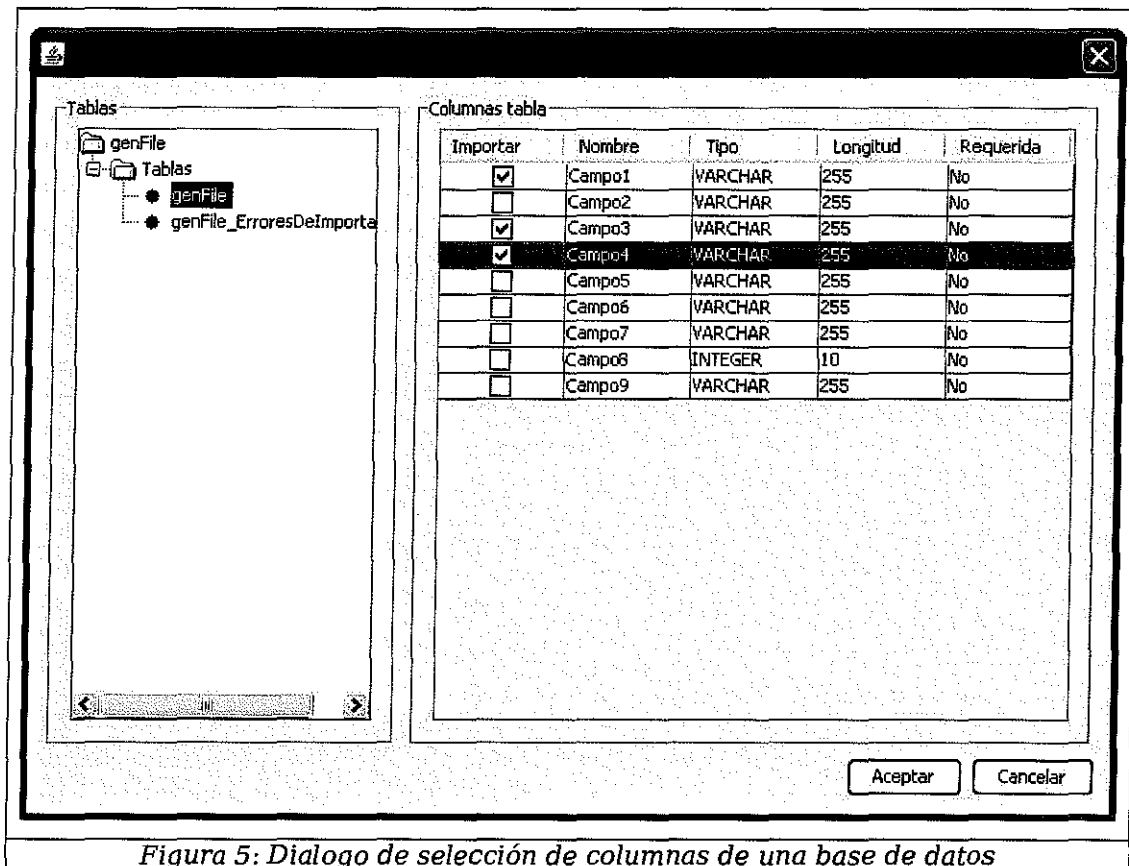 Tablas
genFile
Tablas
genFile
genFile_ErroresDeImporta
Columnas tabla
Importar Nombre Tipo Longitud Requerida
Campo1 VARCHAR 255 No
Campo2 VARCHAR 255 No
Campo3 VARCHAR 255 No
Campo4 VARCHAR 255 No
Campo5 VARCHAR 255 No
Campo6 VARCHAR 255 No
Campo7 VARCHAR 255 No
Campo8 INTEGER 10 No
Campo9 VARCHAR 255 No
Aceptar Cancelar
Figura 5: Dialogo de selección de columnas de una base de datos